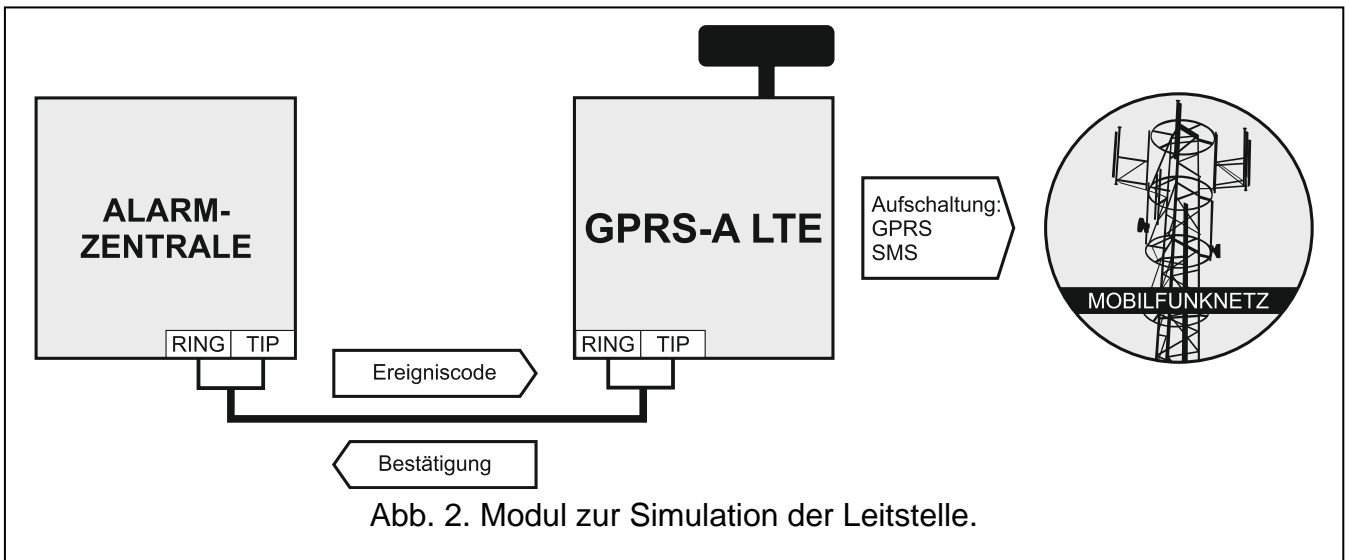 ALARM-
ZENTRALE
RING TIP
GPRS-A LTE
RING TIP
Ereigniscode
Bestätigung
Aufschaltung:
GPRS
SMS
MOBILFUNKNETZ
Abb. 2. Modul zur Simulation der Leitstelle.